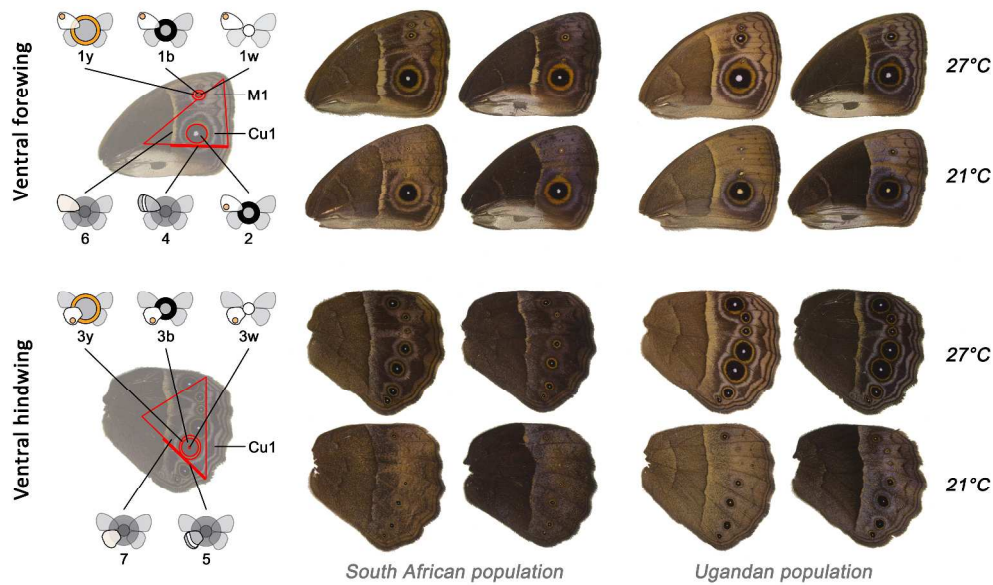 Ventral forewing
1y 1b 1w
M1
Cu1
6 4 2
27°C
21°C
Ventral hindwing
3y 3b 3w
Cu1
7 5
27°C
21°C
South African population Ugandan population